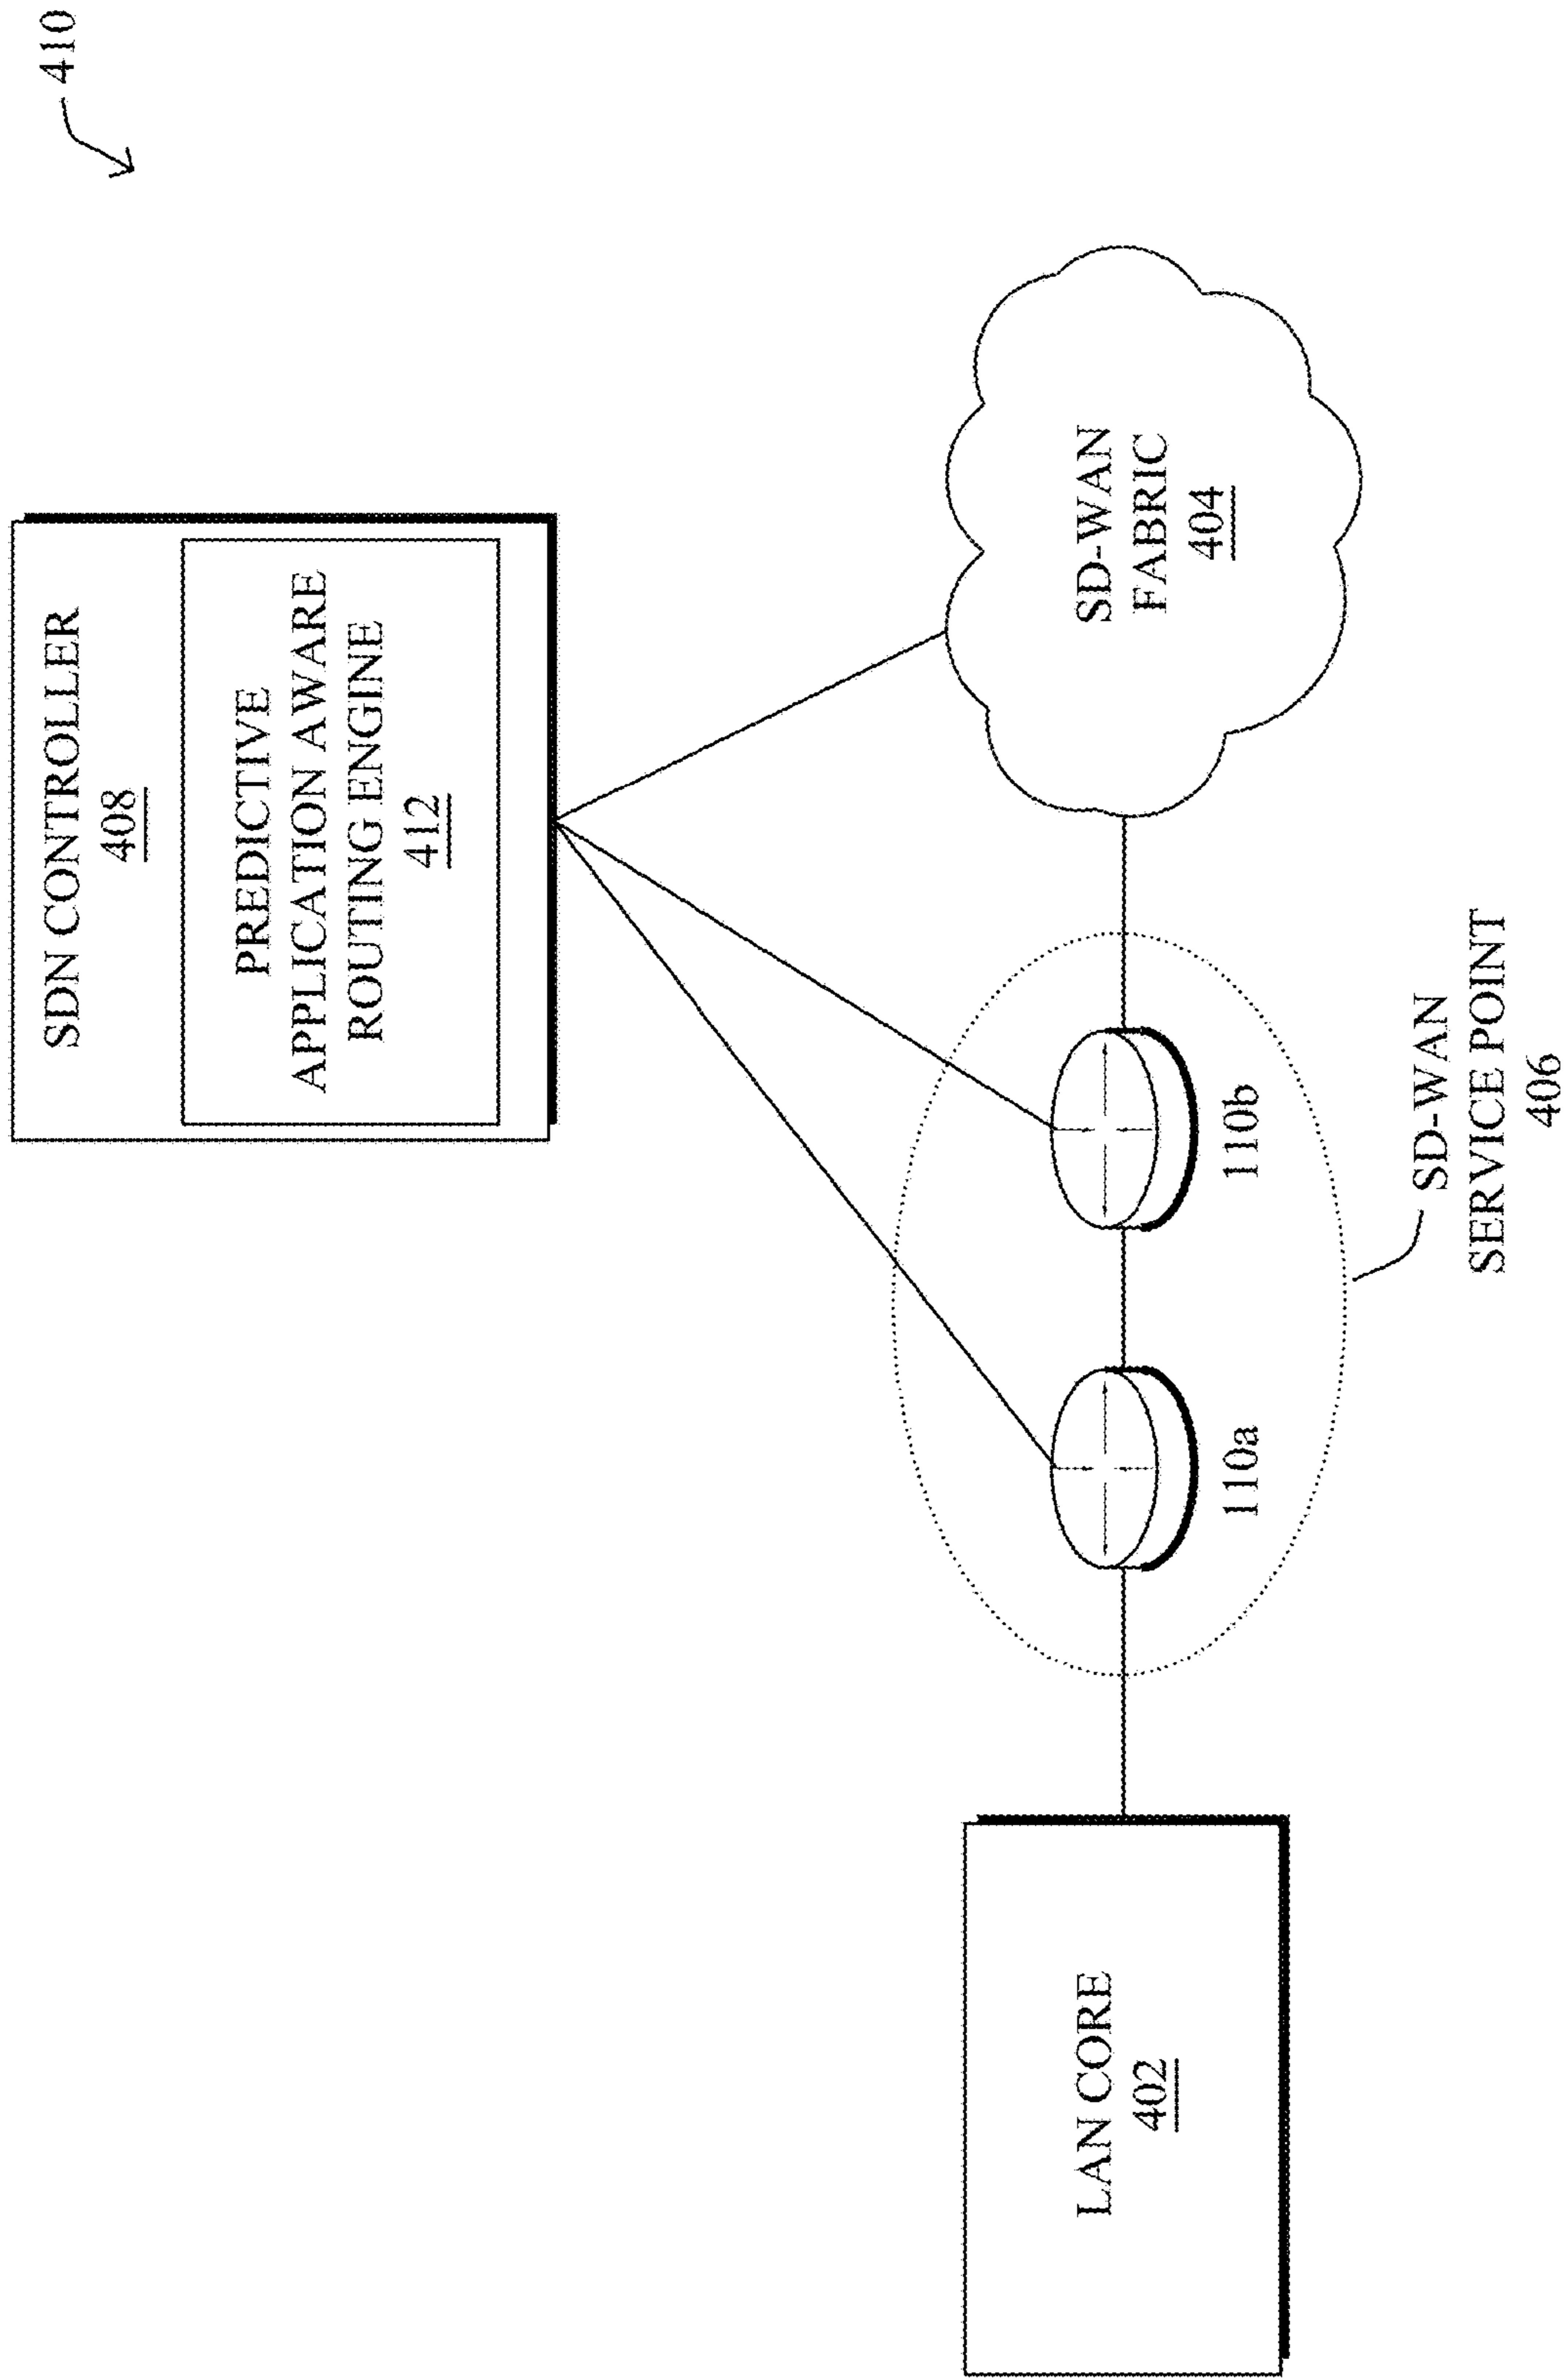 410
SDN CONTROLLER
408
PREDICTIVE
APPLICATION AWARE
ROUTING ENGINE
412
LAN CORE
402
110a
110b
SD-WAN
FABRIC
404
SD-WAN
SERVICE POINT
406